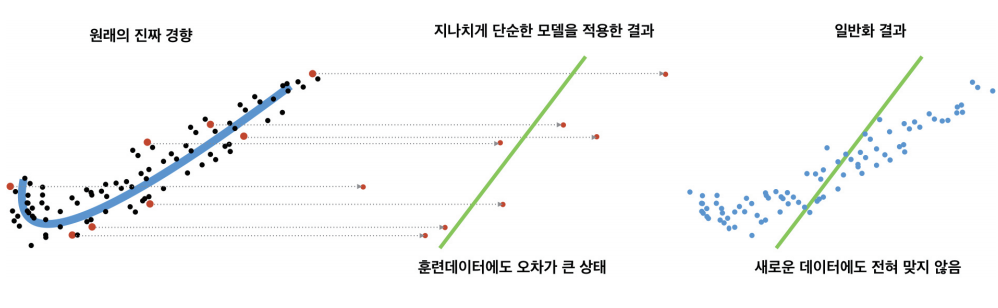 원래의 진짜 경향
지나치게 단순한 모델을 적용한 결과
일반화 결과
훈련데이터에도 오차가 큰 상태
새로운 데이터에도 전혀 맞지 않음